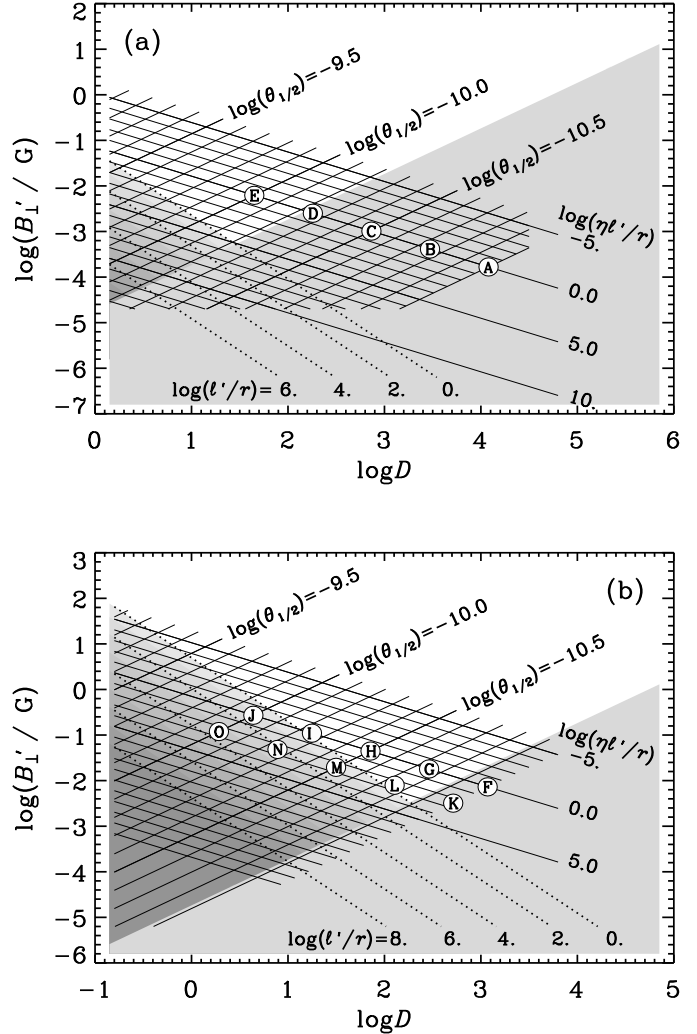 2
1
0
−1
−2
−3
−4
−5
−6
−7
log(B⊥′ / G)
(a)
log(θ1/2)=−9.5
log(θ1/2)=−10.0
log(θ1/2)=−10.5
log(ηℓ′/r)
−5.
0.0
5.0
10.
E
D
C
B
A
log(ℓ′/r)= 6. 4. 2. 0.
0 1 2 3 4 5 6
logD
3
2
1
0
−1
−2
−3
−4
−5
−6
log(B⊥′ / G)
(b)
log(θ1/2)=−9.5
log(θ1/2)=−10.0
log(θ1/2)=−10.5
log(ηℓ′/r)
−5.
0.0
5.0
J
O
I
N
H
M
G
L
F
K
log(ℓ′/r)=8. 6. 4. 2. 0.
−1 0 1 2 3 4 5
logD